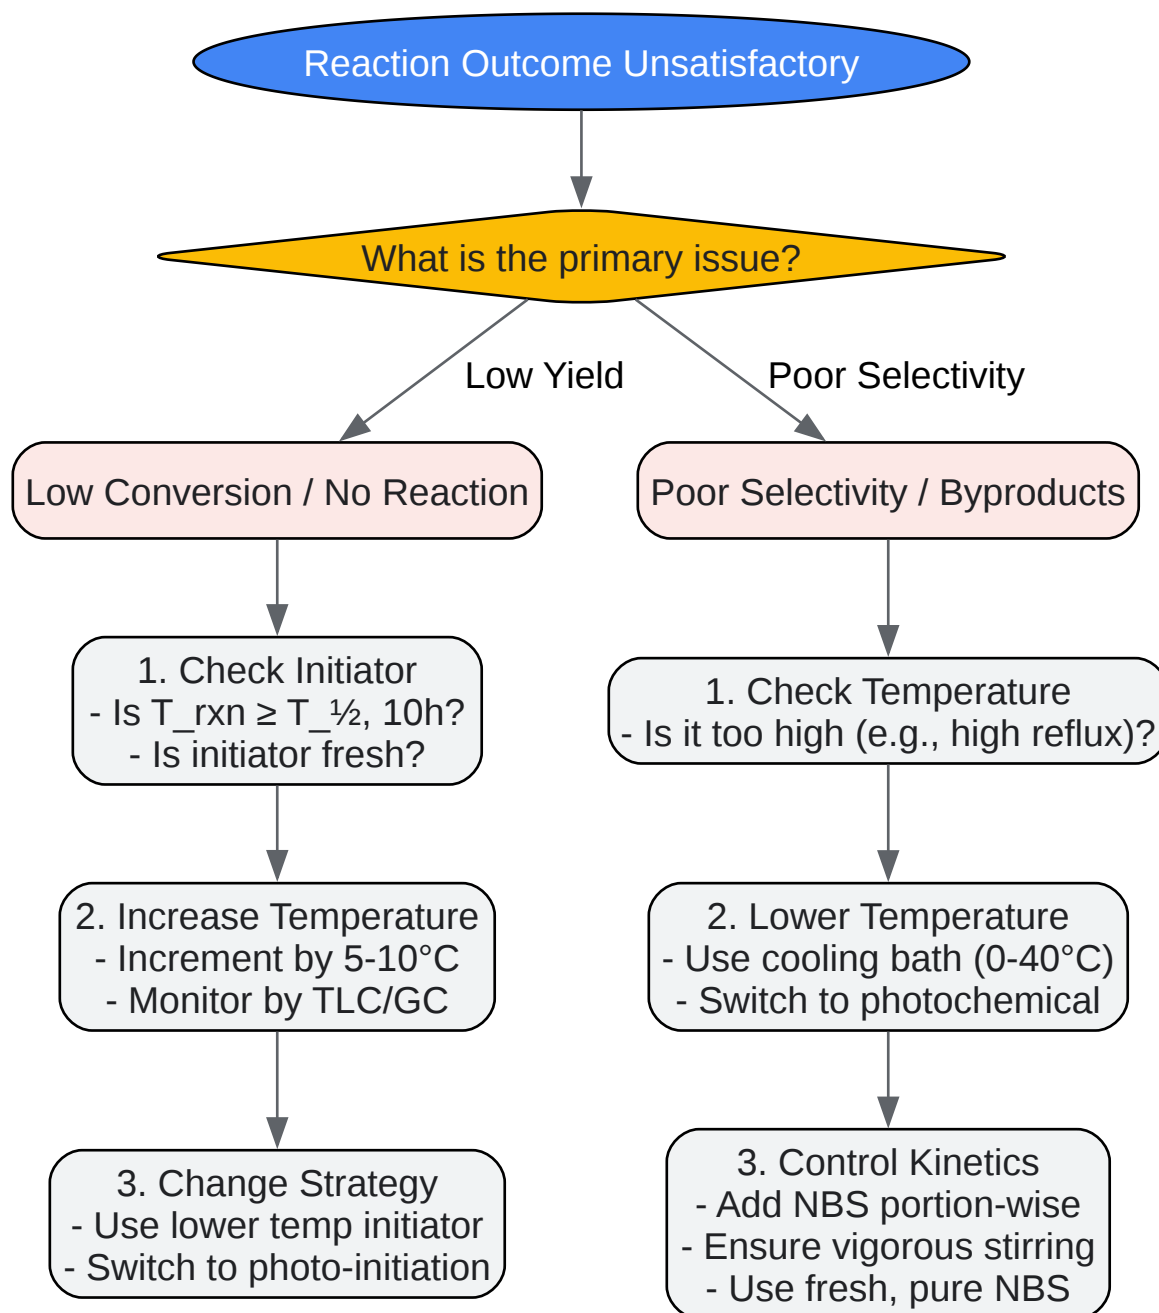 Reaction Outcome Unsatisfactory
What is the primary issue?
Low Yield
Poor Selectivity
Low Conversion / No Reaction
1. Check Initiator
- Is T_rxn ≥ T_½, 10h?
- Is initiator fresh?
2. Increase Temperature
- Increment by 5-10°C
- Monitor by TLC/GC
3. Change Strategy
- Use lower temp initiator
- Switch to photo-initiation
Poor Selectivity / Byproducts
1. Check Temperature
- Is it too high (e.g., high reflux)?
2. Lower Temperature
- Use cooling bath (0-40°C)
- Switch to photochemical
3. Control Kinetics
- Add NBS portion-wise
- Ensure vigorous stirring
- Use fresh, pure NBS